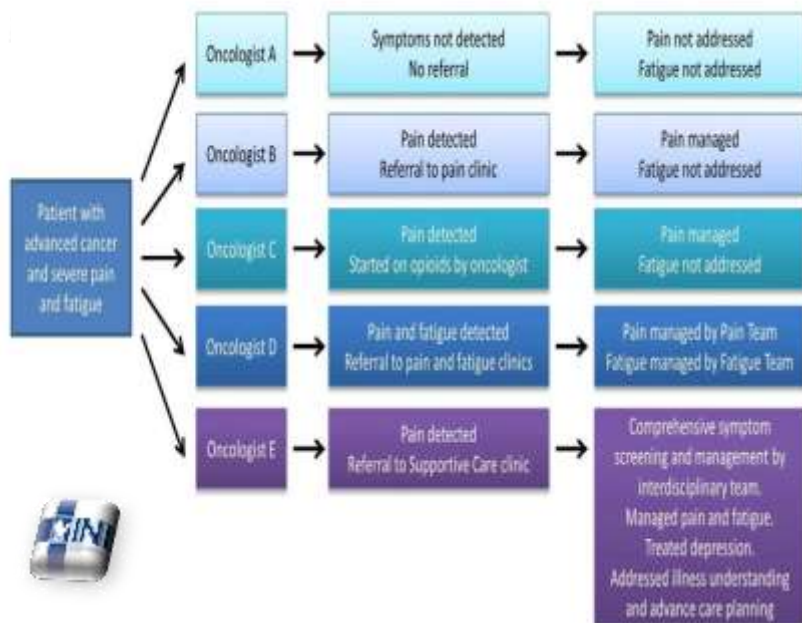 Patient with
advanced cancer
and severe pain
and fatigue
Oncologist A
Symptoms not detected
No referral
Pain not addressed
Fatigue not addressed
Oncologist B
Pain detected
Referral to pain clinic
Pain managed
Fatigue not addressed
Oncologist C
Pain detected
Started on opioids by oncologist
Pain managed
Fatigue not addressed
Oncologist D
Pain and fatigue detected
Referral to pain and fatigue clinics
Pain managed by Pain Team
Fatigue managed by Fatigue Team
Oncologist E
Pain detected
Referral to Supportive Care clinic
Comprehensive symptom
screening and management by
interdisciplinary team.
Managed pain and fatigue.
Treated depression.
Addressed illness understanding
and advance care planning